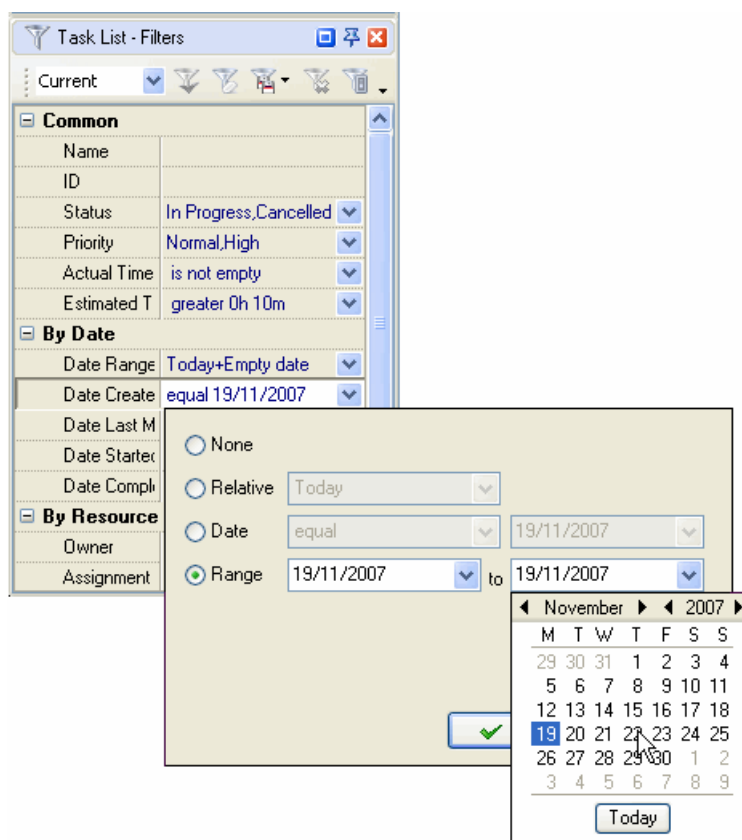 Task List - Filters
Current
Common
Name
ID
Status In Progress,Cancelled
Priority Normal,High
Actual Time is not empty
Estimated T greater 0h 10m
By Date
Date Range Today+Empty date
Date Create equal 19/11/2007
Date Last M
Date Started
Date Compl
By Resource
Owner
Assignment
None
Relative Today
Date equal 19/11/2007
Range 19/11/2007 to 19/11/2007
November 2007
M T W T F S S
29 30 31 1 2 3 4
5 6 7 8 9 10 11
12 13 14 15 16 17 18
19 20 21 22 23 24 25
26 27 28 29 30 1 2
3 4 5 6 7 8 9
Today